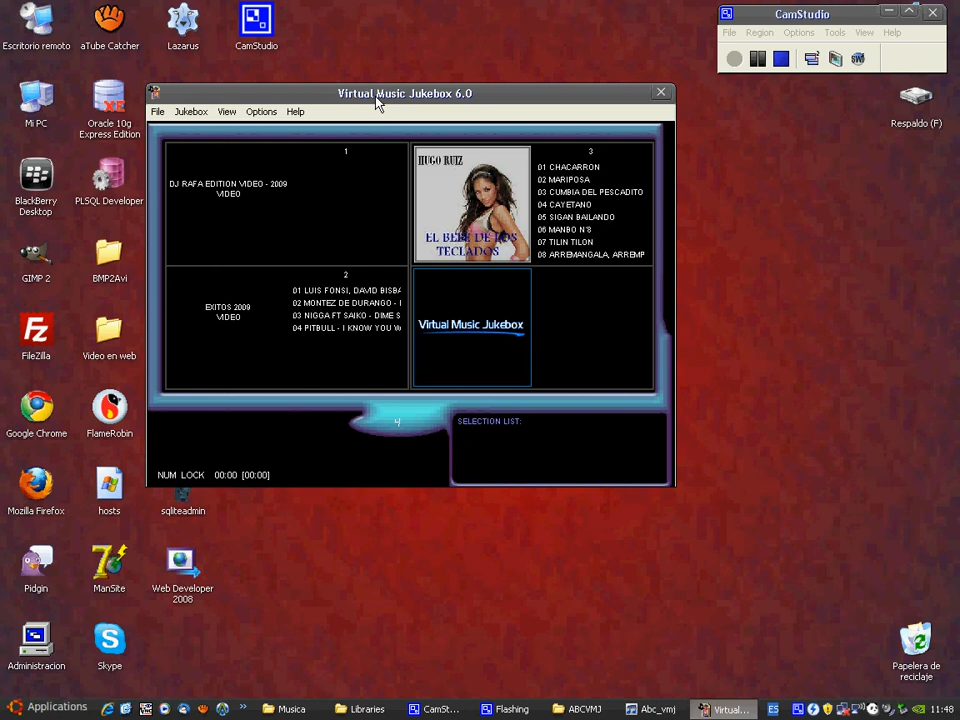 Escritorio remoto
aTube Catcher
Lazarus
CamStudio
CamStudio
File Region Options Tools View Help
Mi PC
Oracle 10g
Express Edition
Respaldo (F)
Virtual Music Jukebox 6.0
File Jukebox View Options Help
BlackBerry
Desktop
PLSQL Developer
GIMP 2
BMP2Avi
FileZilla
Video en web
Google Chrome
FlameRobin
Mozilla Firefox
hosts
sqliteadmin
Pidgin
ManSite
Web Developer
2008
Administracion
Skype
Papelera de
reciclaje
1
DJ RAFA EDITION VIDEO - 2009
VIDEO
2
EXITOS 2009
VIDEO
01 LUIS FONSI, DAVID BISBA
02 MONTEZ DE DURANGO -
03 NIGGA FT SAIKO - DIME S
04 PITBULL - I KNOW YOU W
HUGO RUIZ
EL BEBE DE LOS
TECLADOS
3
01 CHACARRON
02 MARIPOSA
03 CUMBIA DEL PESCADITO
04 CAYETANO
05 SIGAN BAILANDO
06 MANBO N'8
07 TILIN TILON
08 ARREMANGALA, ARREMP
Virtual Music Jukebox
4
SELECTION LIST:
NUM LOCK 00:00 [00:00]
Applications
Musica
Libraries
CamSt...
Flashing
ABCVMJ
Abc_vmj
Virtual...
ES
11:48